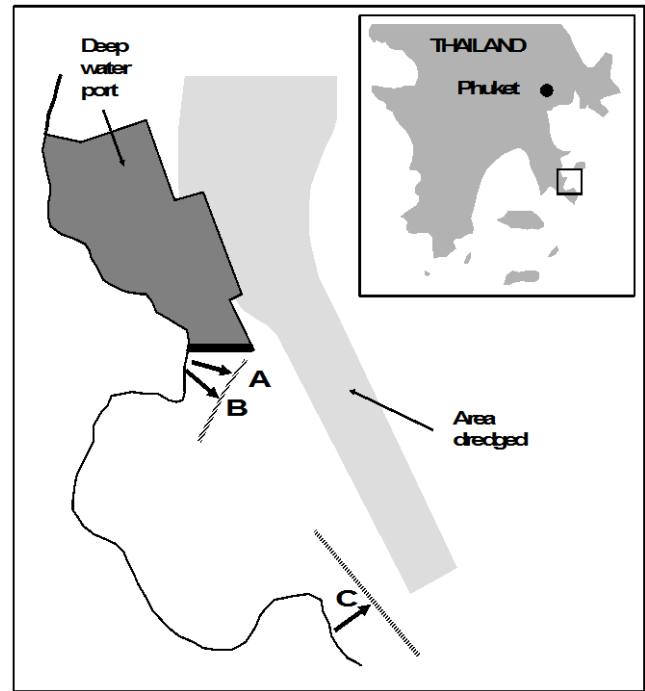 Deep
water
port
THAILAND
Phuket
A
B
Area
dredged
C